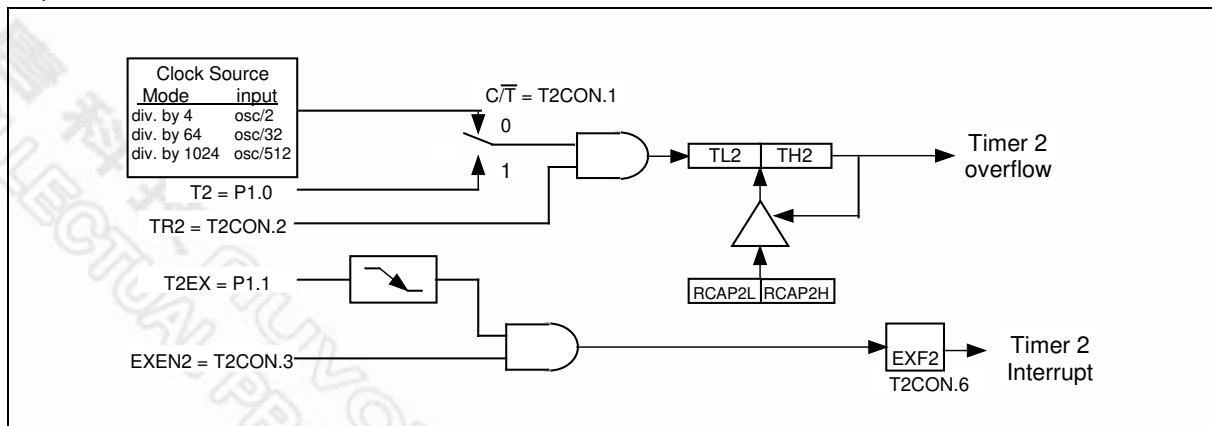 Clock Source
Mode input
div. by 4 osc/2
div. by 64 osc/32
div. by 1024 osc/512
C/T̅ = T2CON.1
0
1
T2 = P1.0
TR2 = T2CON.2
TL2 TH2
Timer 2
overflow
T2EX = P1.1
RCAP2L RCAP2H
EXEN2 = T2CON.3
EXF2
T2CON.6
Timer 2
Interrupt